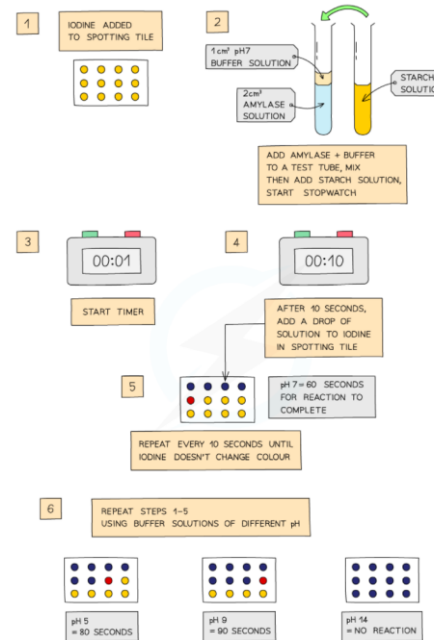 1
IODINE ADDED
TO SPOTTING TILE
2
1cm³ pH7
BUFFER SOLUTION
2cm³
AMYLASE
SOLUTION
STARCH
SOLUTIO
ADD AMYLASE + BUFFER
TO A TEST TUBE, MIX
THEN ADD STARCH SOLUTION,
START STOPWATCH
3
00:01
START TIMER
4
00:10
AFTER 10 SECONDS,
ADD A DROP OF
SOLUTION TO IODINE
IN SPOTTING TILE
5
pH 7 = 60 SECONDS
FOR REACTION TO
COMPLETE
REPEAT EVERY 10 SECONDS UNTIL
IODINE DOESN'T CHANGE COLOUR
6
REPEAT STEPS 1-5
USING BUFFER SOLUTIONS OF DIFFERENT pH
pH 5
= 80 SECONDS
pH 9
= 90 SECONDS
pH 14
= NO REACTION